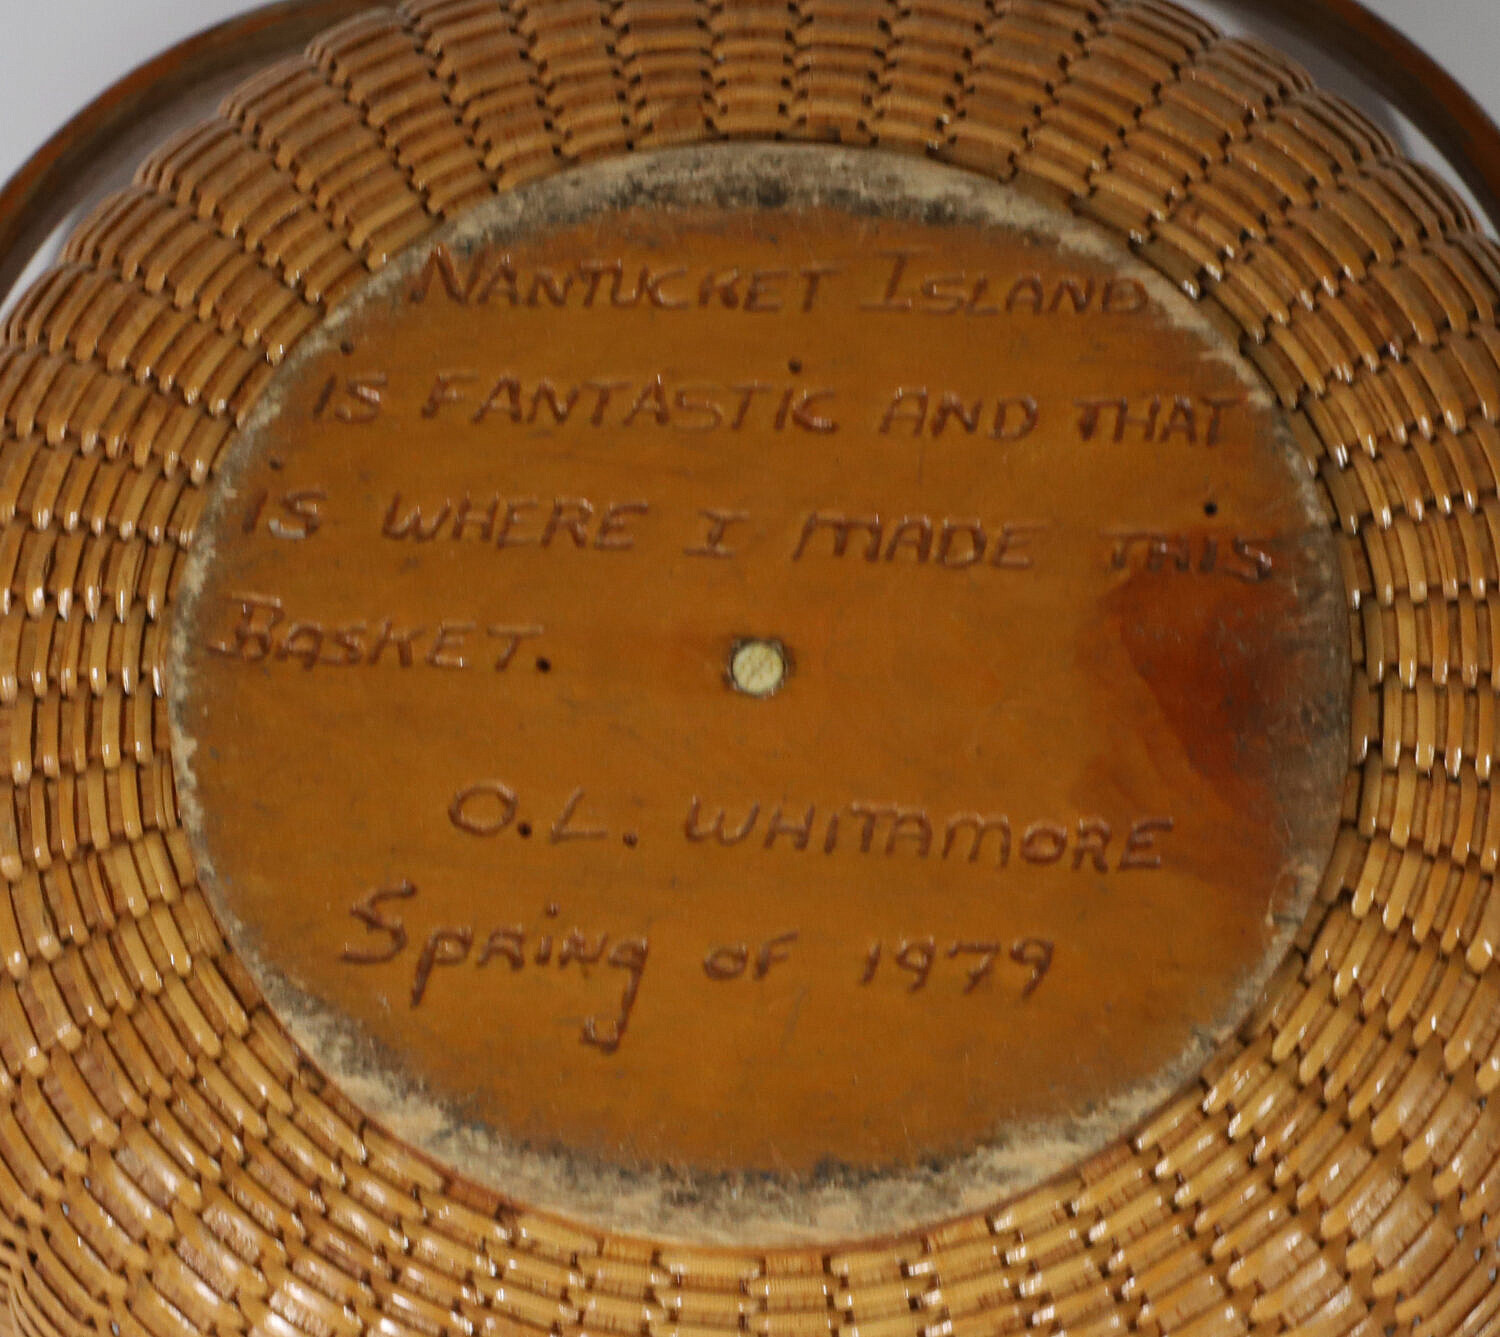 NANTUCKET ISLAND
IS FANTASTIC AND THAT
IS WHERE I MADE THIS
BASKET.
O.L. WHITAMORE
Spring of 1979